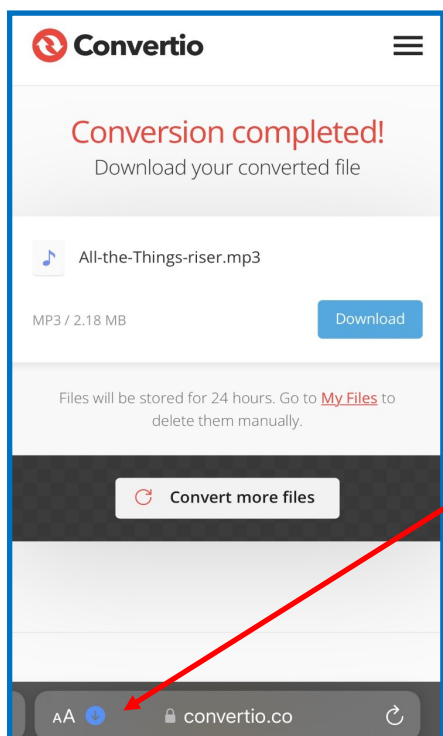 Convertio
Conversion completed!
Download your converted file
All-the-Things-riser.mp3
MP3 / 2.18 MB
Download
Files will be stored for 24 hours. Go to My Files to
delete them manually.
Convert more files
AA
convertio.co